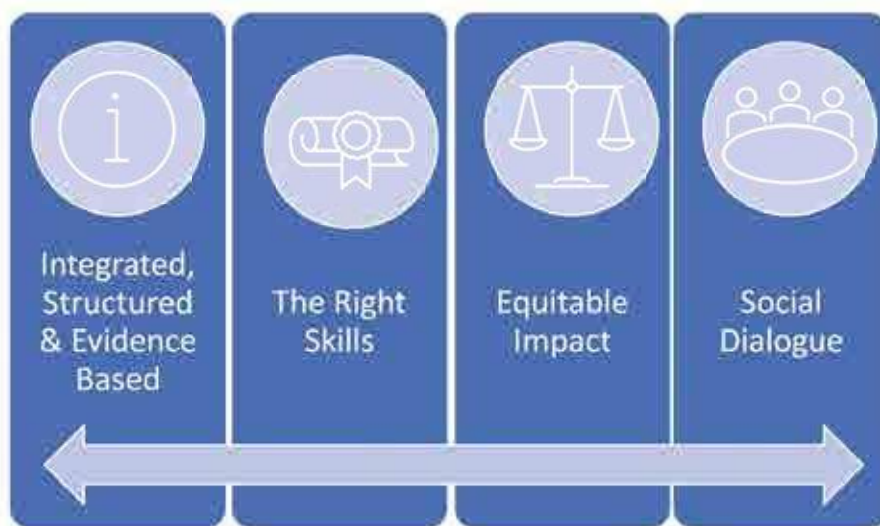 Integrated,
Structured
& Evidence
Based
The Right
Skills
Equitable
Impact
Social
Dialogue